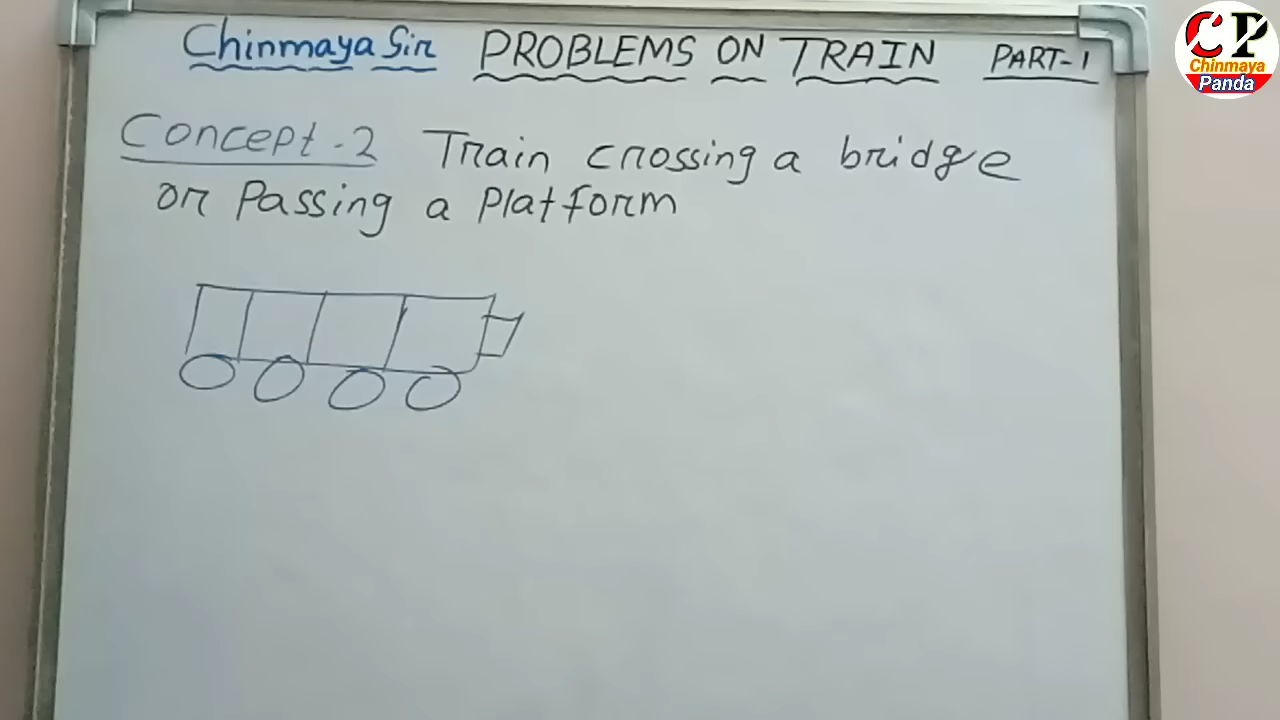 Chinmaya Sir PROBLEMS ON TRAIN PART-1
Concept-2 Train crossing a bridge
or Passing a Platform
CP
Chinmaya
Panda